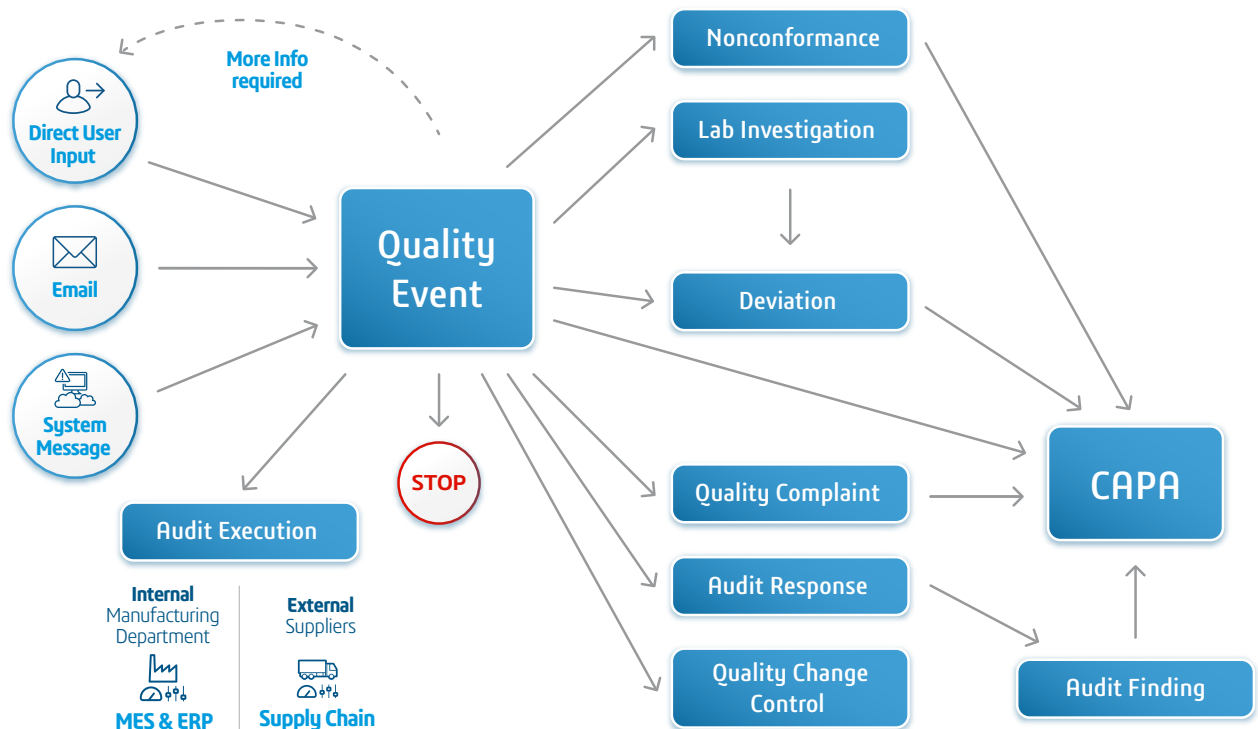 More Info
required
Direct User
Input
Email
System
Message
Quality
Event
STOP
Nonconformance
Lab Investigation
Deviation
Quality Complaint
Audit Response
Quality Change
Control
CAPA
Audit Finding
Audit Execution
Internal
Manufacturing
Department
MES & ERP
External
Suppliers
Supply Chain